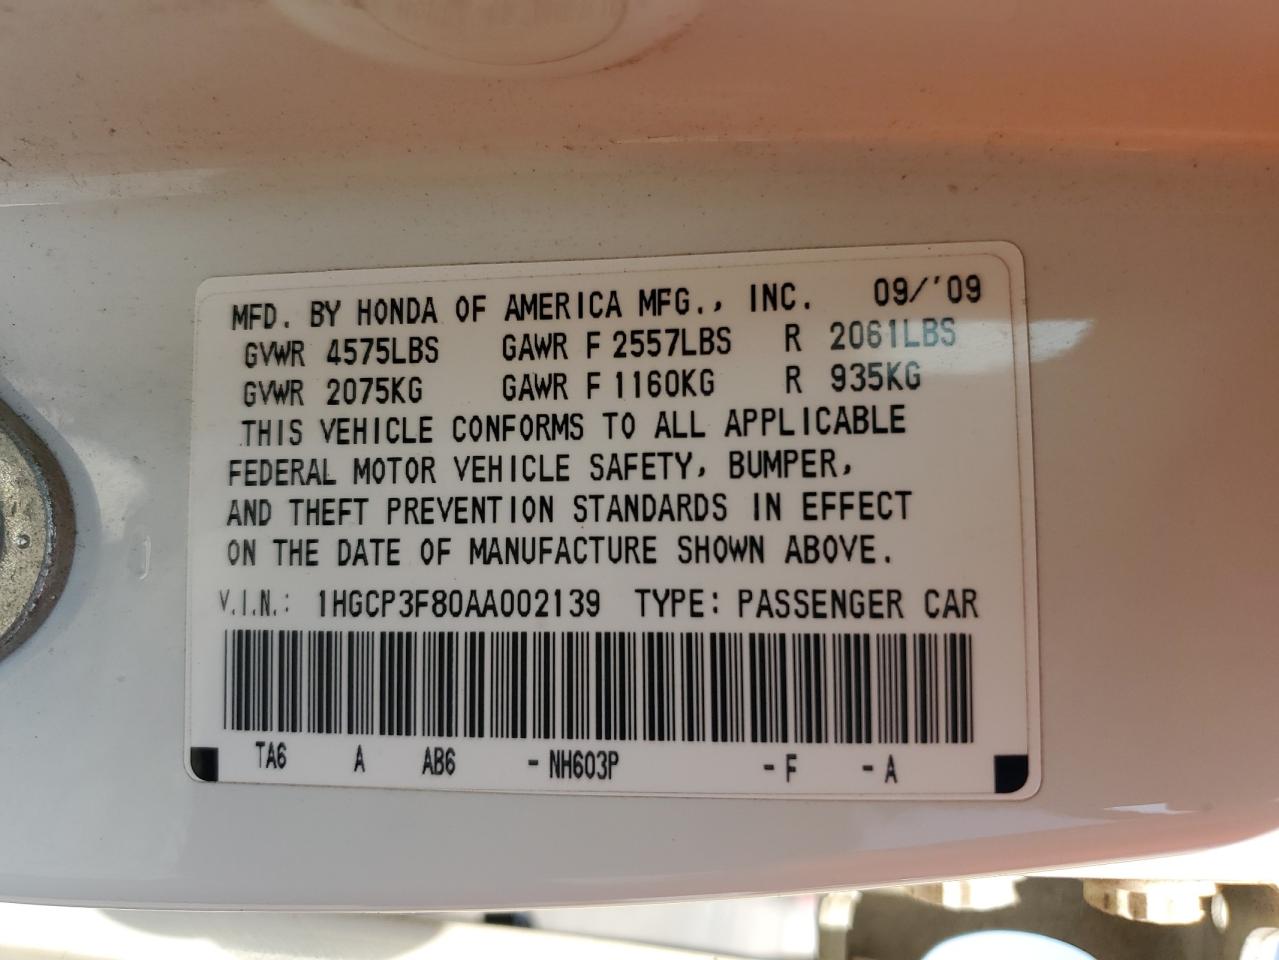 MFD. BY HONDA OF AMERICA MFG., INC. 09/'09
GVWR 4575LBS GAWR F 2557LBS R 2061LBS
GVWR 2075KG GAWR F 1160KG R 935KG
THIS VEHICLE CONFORMS TO ALL APPLICABLE
FEDERAL MOTOR VEHICLE SAFETY, BUMPER,
AND THEFT PREVENTION STANDARDS IN EFFECT
ON THE DATE OF MANUFACTURE SHOWN ABOVE.
V.I.N.: 1HGCP3F80AA002139 TYPE: PASSENGER CAR
TA6 A AB6 -NH603P -F -A